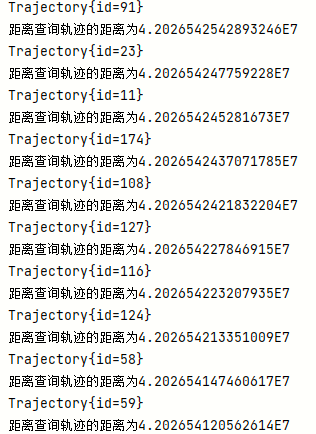 Trajectory{id=91}
距离查询轨迹的距离为4.2026542542893246E7
Trajectory{id=23}
距离查询轨迹的距离为4.202654247759228E7
Trajectory{id=11}
距离查询轨迹的距离为4.202654245281673E7
Trajectory{id=174}
距离查询轨迹的距离为4.2026542437071785E7
Trajectory{id=108}
距离查询轨迹的距离为4.2026542421832204E7
Trajectory{id=127}
距离查询轨迹的距离为4.202654227846915E7
Trajectory{id=116}
距离查询轨迹的距离为4.202654223207935E7
Trajectory{id=124}
距离查询轨迹的距离为4.202654213351009E7
Trajectory{id=58}
距离查询轨迹的距离为4.202654147460617E7
Trajectory{id=59}
距离查询轨迹的距离为4.202654120562614E7